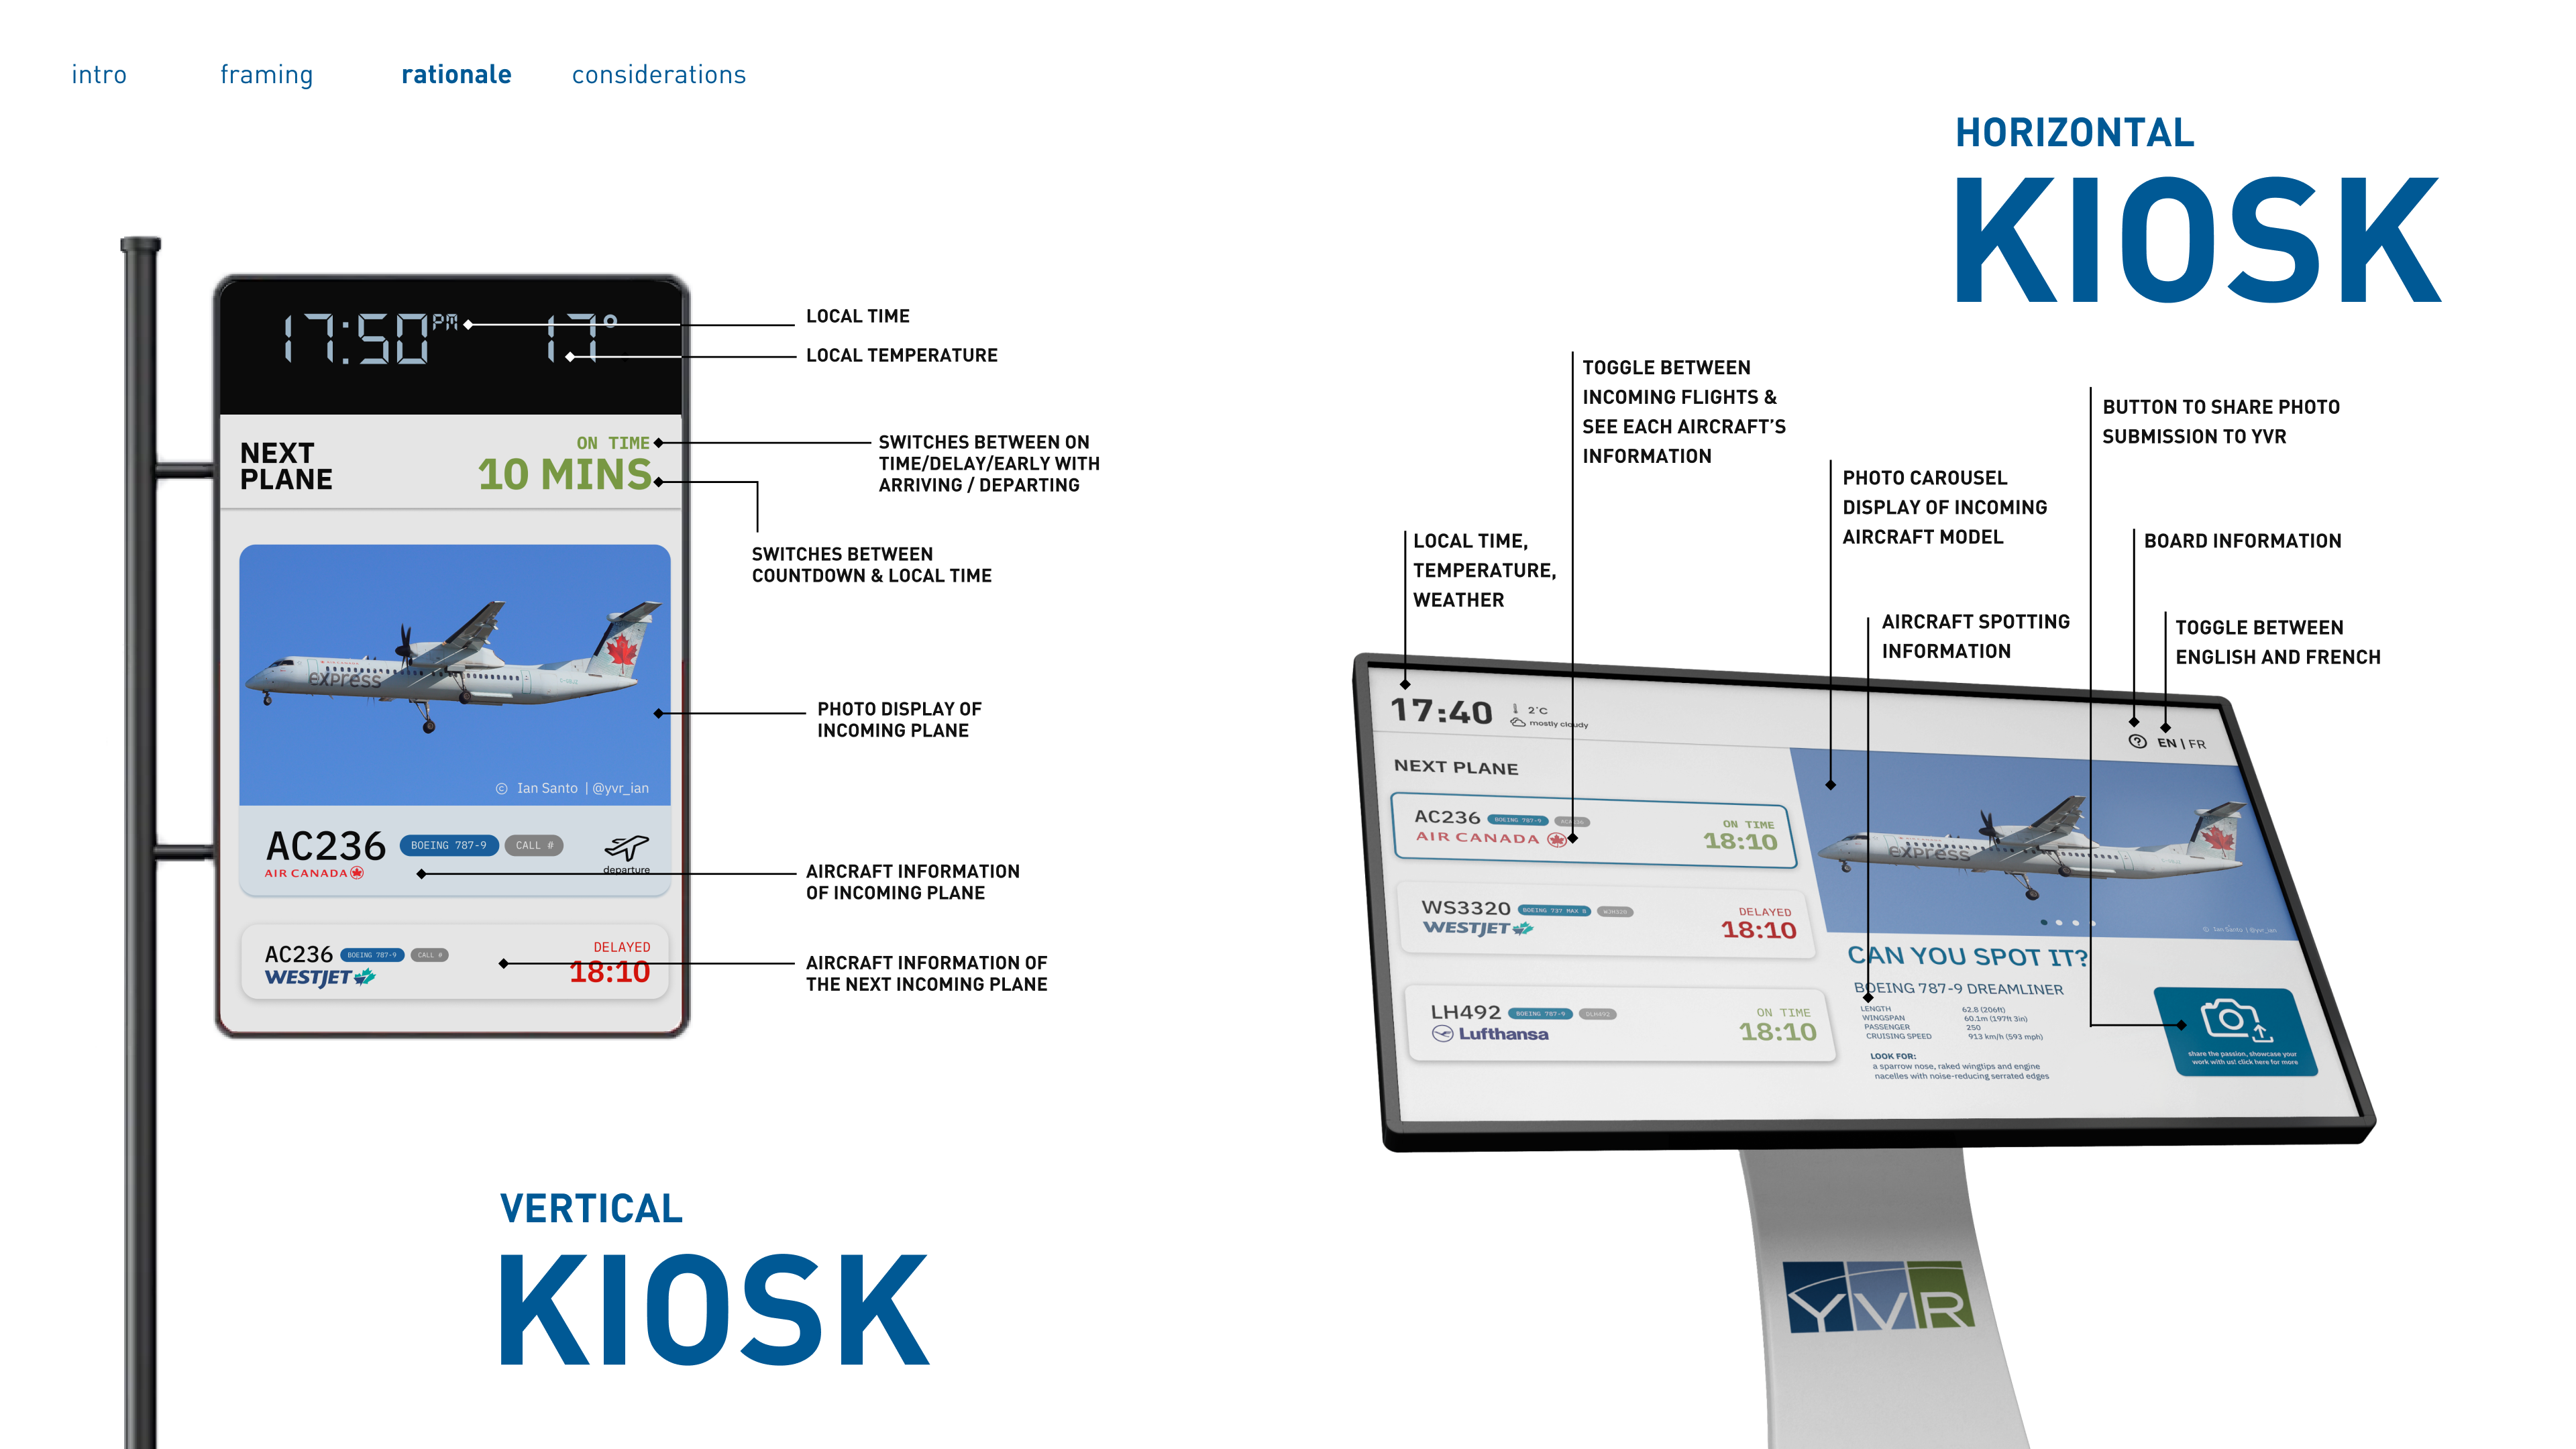 intro framing rationale considerations
HORIZONTAL
KIOSK
17:50 PM 17°
LOCAL TIME
LOCAL TEMPERATURE
NEXT
PLANE
ON TIME
10 MINS
SWITCHES BETWEEN ON
TIME/DELAY/EARLY WITH
ARRIVING / DEPARTING
SWITCHES BETWEEN
COUNTDOWN & LOCAL TIME
express
© Ian Santo | @yvr_ian
PHOTO DISPLAY OF
INCOMING PLANE
AC236 BOEING 787-9 CALL #
AIR CANADA
departure
AIRCRAFT INFORMATION
OF INCOMING PLANE
AC236 BOEING 787-9 CALL #
WESTJET
DELAYED
18:10
AIRCRAFT INFORMATION OF
THE NEXT INCOMING PLANE
VERTICAL
KIOSK
TOGGLE BETWEEN
INCOMING FLIGHTS &
SEE EACH AIRCRAFT'S
INFORMATION
BUTTON TO SHARE PHOTO
SUBMISSION TO YVR
PHOTO CAROUSEL
DISPLAY OF INCOMING
AIRCRAFT MODEL
LOCAL TIME,
TEMPERATURE,
WEATHER
BOARD INFORMATION
AIRCRAFT SPOTTING
INFORMATION
TOGGLE BETWEEN
ENGLISH AND FRENCH
17:40
2°C
mostly cloudy
? EN | FR
NEXT PLANE
AC236 BOEING 787-9
AIR CANADA
ON TIME
18:10
WS3320 BOEING 737 MAX 8
WESTJET
DELAYED
18:10
LH492 BOEING 787-9 DLH492
Lufthansa
ON TIME
18:10
express
© Ian Santo | @yvr_ian
CAN YOU SPOT IT?
BOEING 787-9 DREAMLINER
LENGTH 62.8 (206ft)
WINGSPAN 60.1m (197ft 3in)
PASSENGER 250
CRUISING SPEED 913 km/h (593 mph)
LOOK FOR:
a sparrow nose, raked wingtips and engine
nacelles with noise-reducing serrated edges
share the passion, showcase your
work with us! click here for more
YVR